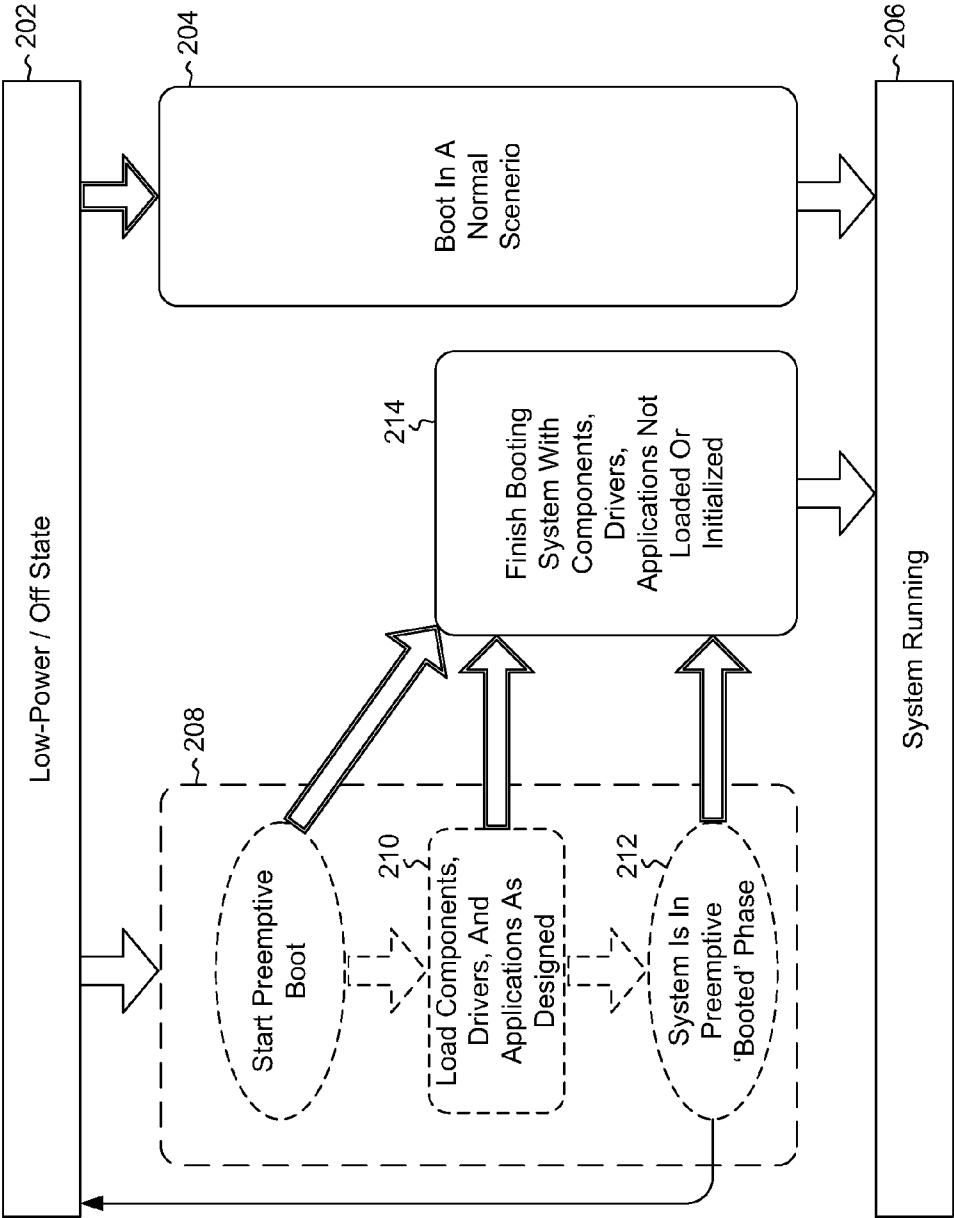 Low-Power / Off State
202
208
Start Preemptive
Boot
210
Load Components,
Drivers, And
Applications As
Designed
212
System Is In
Preemptive
'Booted' Phase
214
Finish Booting
System With
Components,
Drivers,
Applications Not
Loaded Or
Initialized
204
Boot In A
Normal
Scenerio
System Running
206